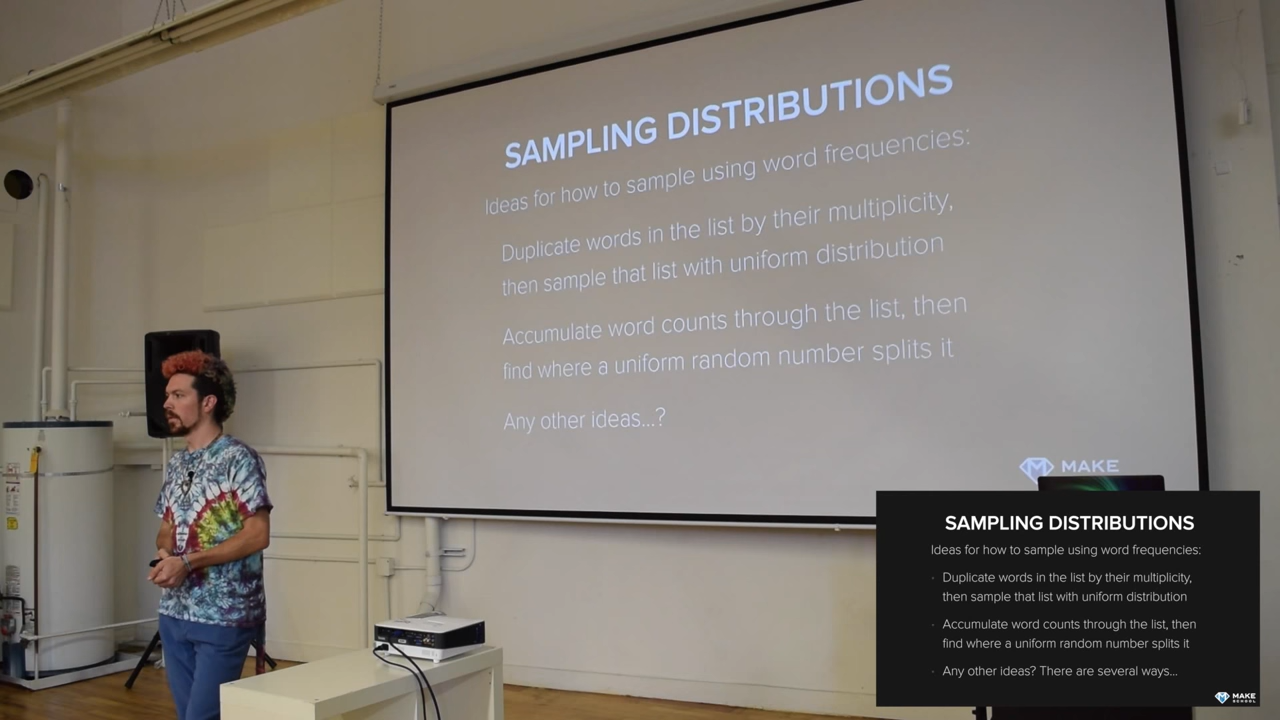 SAMPLING DISTRIBUTIONS
Ideas for how to sample using word frequencies:
Duplicate words in the list by their multiplicity,
then sample that list with uniform distribution
Accumulate word counts through the list, then
find where a uniform random number splits it
Any other ideas...?
MAKE
SAMPLING DISTRIBUTIONS
Ideas for how to sample using word frequencies:
· Duplicate words in the list by their multiplicity,
then sample that list with uniform distribution
· Accumulate word counts through the list, then
find where a uniform random number splits it
· Any other ideas? There are several ways...
MAKE
SCHOOL